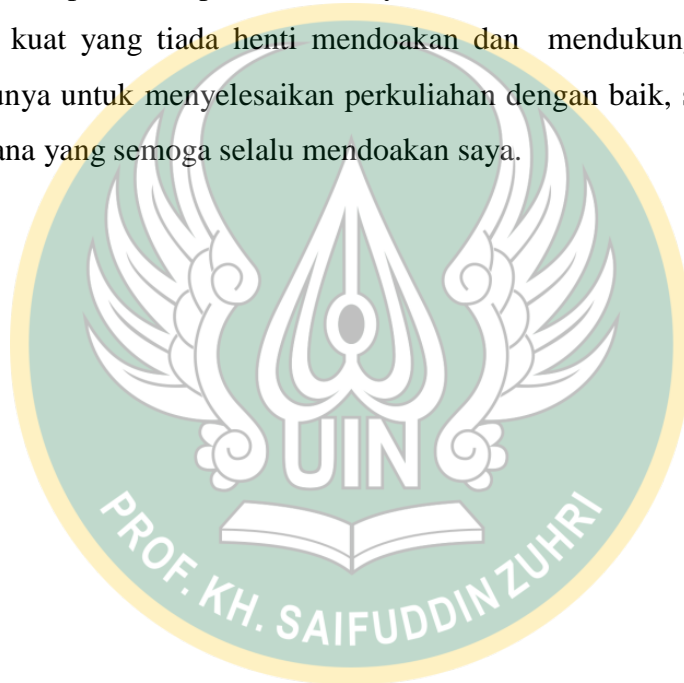 kuat yang tiada henti mendoakan dan mendukung
unya untuk menyelesaikan perkuliahan dengan baik, s
ana yang semoga selalu mendoakan saya.
UIN
PROF. KH. SAIFUDDIN ZUHRI